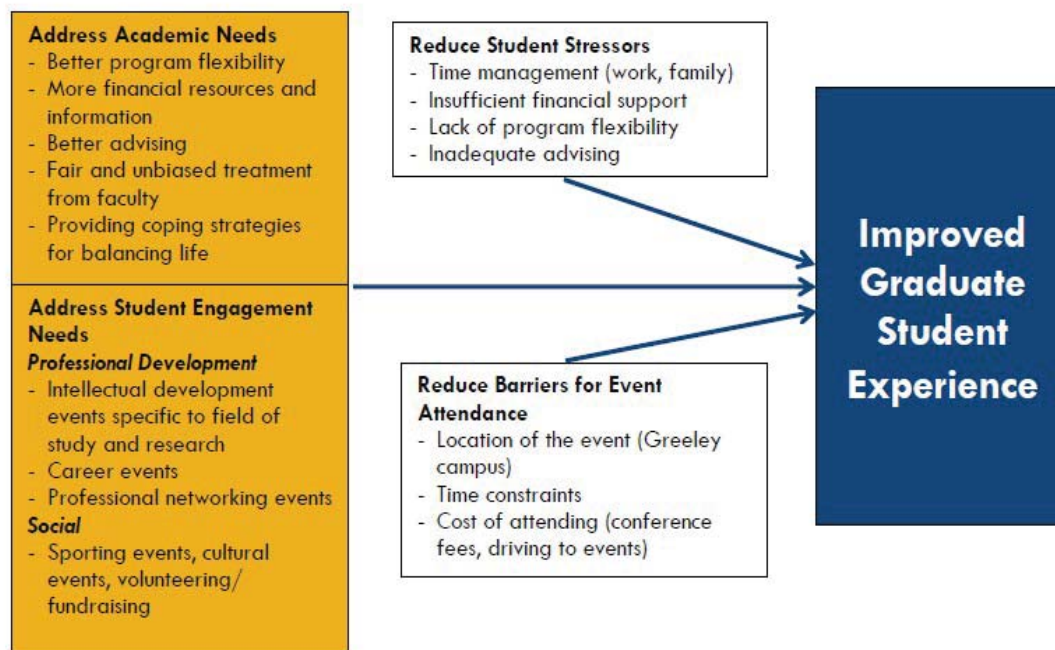 Address Academic Needs
- Better program flexibility
- More financial resources and
information
- Better advising
- Fair and unbiased treatment
from faculty
- Providing coping strategies
for balancing life
Address Student Engagement
Needs
Professional Development
- Intellectual development
events specific to field of
study and research
- Career events
- Professional networking events
Social
- Sporting events, cultural
events, volunteering/
fundraising
Reduce Student Stressors
- Time management (work, family)
- Insufficient financial support
- Lack of program flexibility
- Inadequate advising
Reduce Barriers for Event
Attendance
- Location of the event (Greeley
campus)
- Time constraints
- Cost of attending (conference
fees, driving to events)
Improved
Graduate
Student
Experience